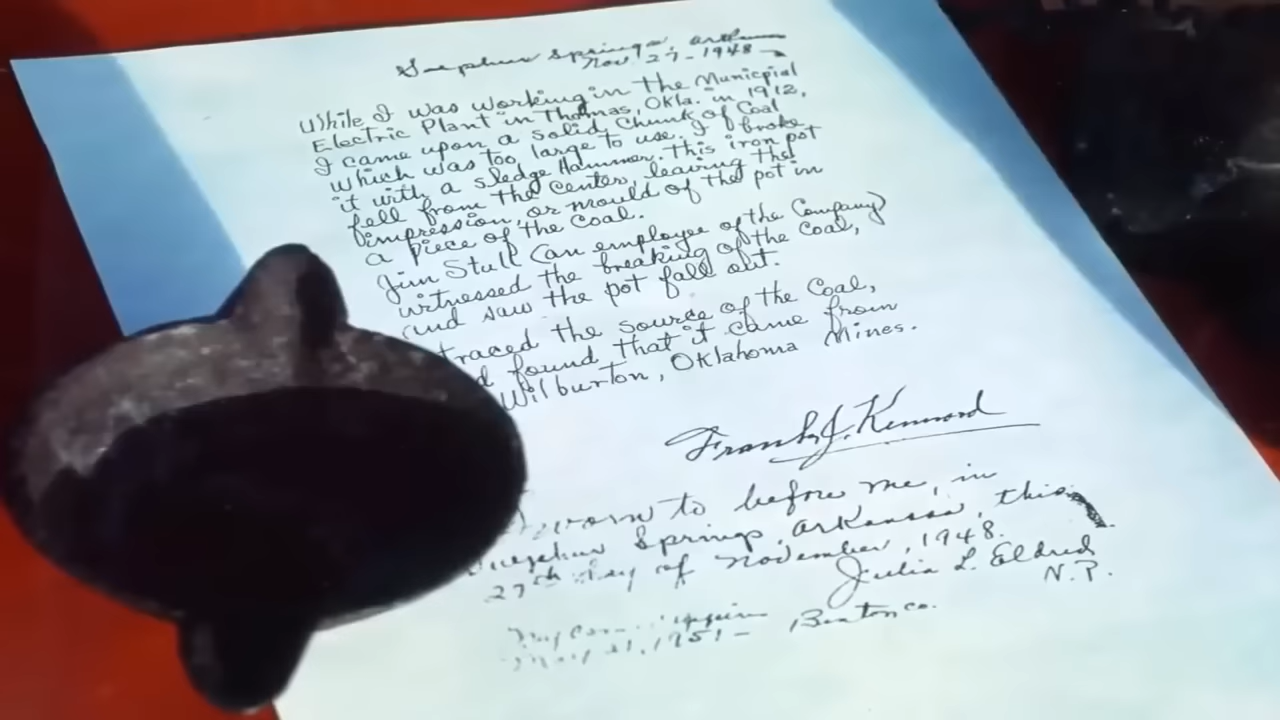 Springs, Arkansas
Nov. 27 - 1948
While I was working in the Municpial
Electric Plant in Thomas, Okla. in 1912,
I came upon a solid Chunk of Coal
which was too large to use. I broke
it with a sledge Hammer. This iron pot
fell from the center, leaving the
impression, or mould of the pot in
a piece of the Coal.
Jim Stull (an employee of the Company)
witnessed the breaking of the Coal,
and saw the pot fall out.
traced the source of the Coal,
found that it came from
Wilburton, Oklahoma Mines.
Frank J. Kenwood
Sworn to before me, in
Springs, Arkansas, this
27th day of November, 1948.
Julia L. Eldred
N.P.
1951 - Benton co.